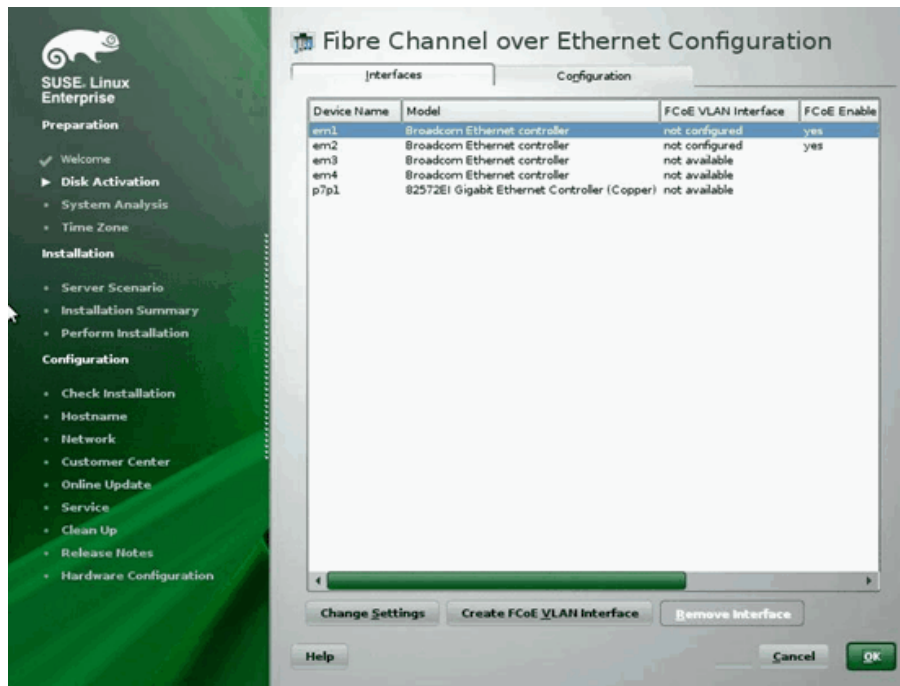 SUSE. Linux
Enterprise
Preparation
Welcome
Disk Activation
System Analysis
Time Zone
Installation
Server Scenario
Installation Summary
Perform Installation
Configuration
Check Installation
Hostname
Network
Customer Center
Online Update
Service
Clean Up
Release Notes
Hardware Configuration
Fibre Channel over Ethernet Configuration
Interfaces Configuration
Device Name Model FCoE VLAN Interface FCoE Enable
em1 Broadcom Ethernet controller not configured yes
em2 Broadcom Ethernet controller not configured yes
em3 Broadcom Ethernet controller not available
em4 Broadcom Ethernet controller not available
p7p1 82572EI Gigabit Ethernet Controller (Copper) not available
Change Settings Create FCoE VLAN Interface Remove Interface
Help Cancel OK